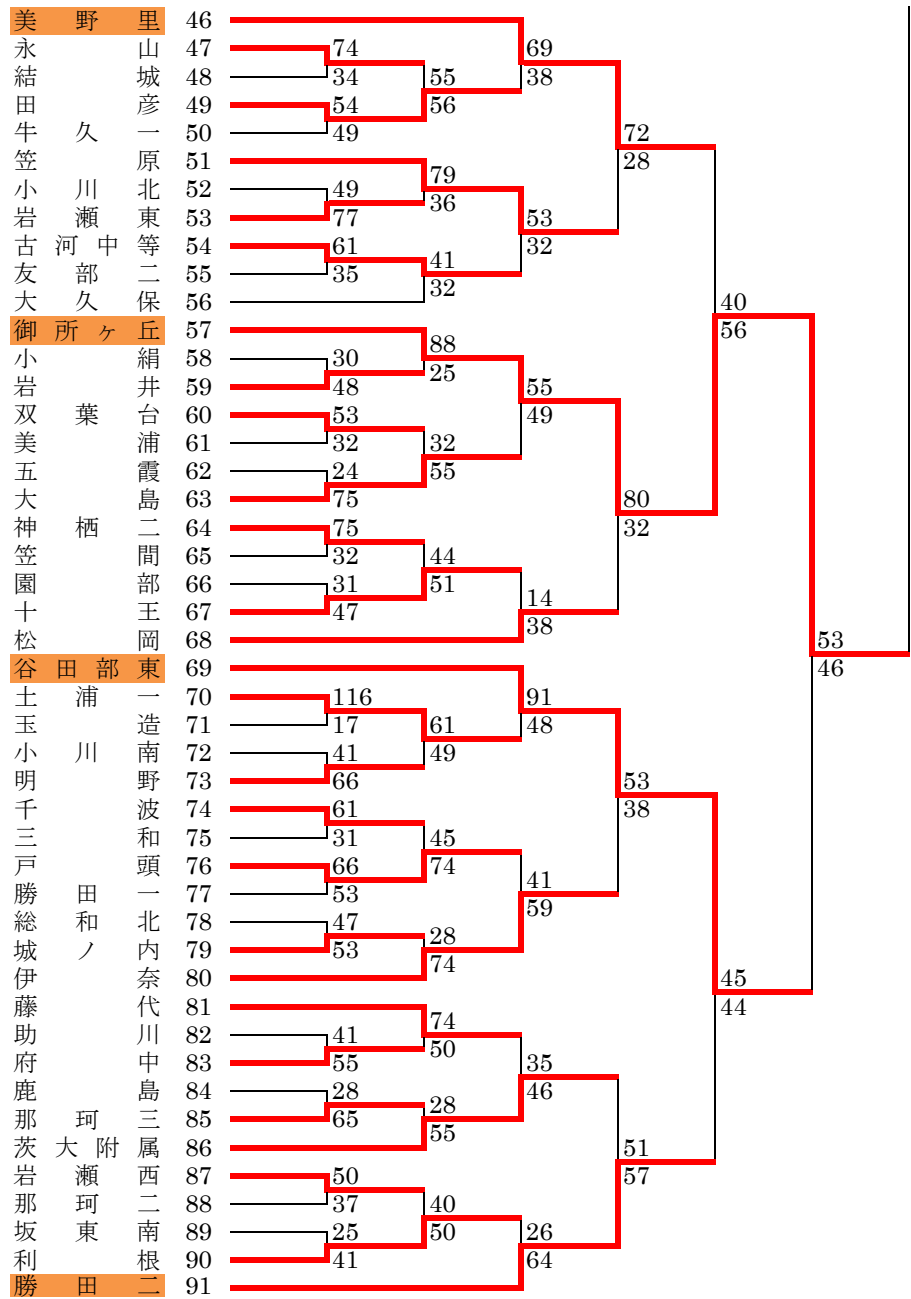 美野里 46
69
永山 47
74
結城 48
34
55
38
田彦 49
54
56
牛久一 50
49
72
笠原 51
28
79
小川北 52
49
36
岩瀬東 53
77
53
古河中等 54
61
32
41
友部二 55
35
32
大久保 56
40
御所ヶ丘 57
56
88
小絹 58
30
25
岩井 59
48
55
双葉台 60
53
49
美浦 61
32
32
五霞 62
24
55
大島 63
75
80
神栖二 64
75
32
笠間 65
32
44
園部 66
31
51
十王 67
47
14
38
松岡 68
53
谷田部東 69
46
土浦一 70
116
91
玉造 71
17
61
48
小川南 72
41
49
明野 73
66
53
千波 74
61
38
三和 75
31
45
戸頭 76
66
74
勝田一 77
53
41
総和北 78
47
59
城ノ内 79
53
28
伊奈 80
74
45
藤代 81
44
74
助川 82
41
50
府中 83
55
35
鹿島 84
28
46
那珂三 85
65
28
茨大附属 86
55
51
岩瀬西 87
50
57
那珂二 88
37
40
坂東南 89
25
50
26
利根 90
41
64
勝田二 91